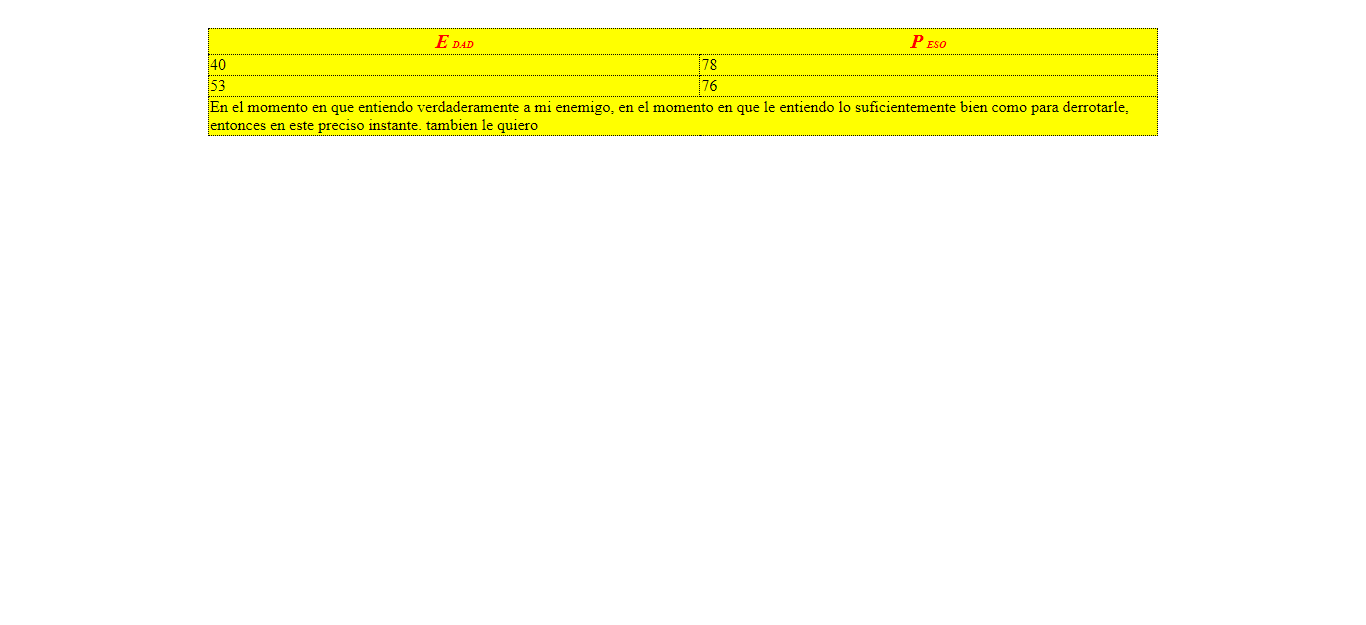 E DAD P ESO
40 78
53 76
En el momento en que entiendo verdaderamente a mi enemigo, en el momento en que le entiendo lo suficientemente bien como para derrotarle,
entonces en este preciso instante. tambien le quiero